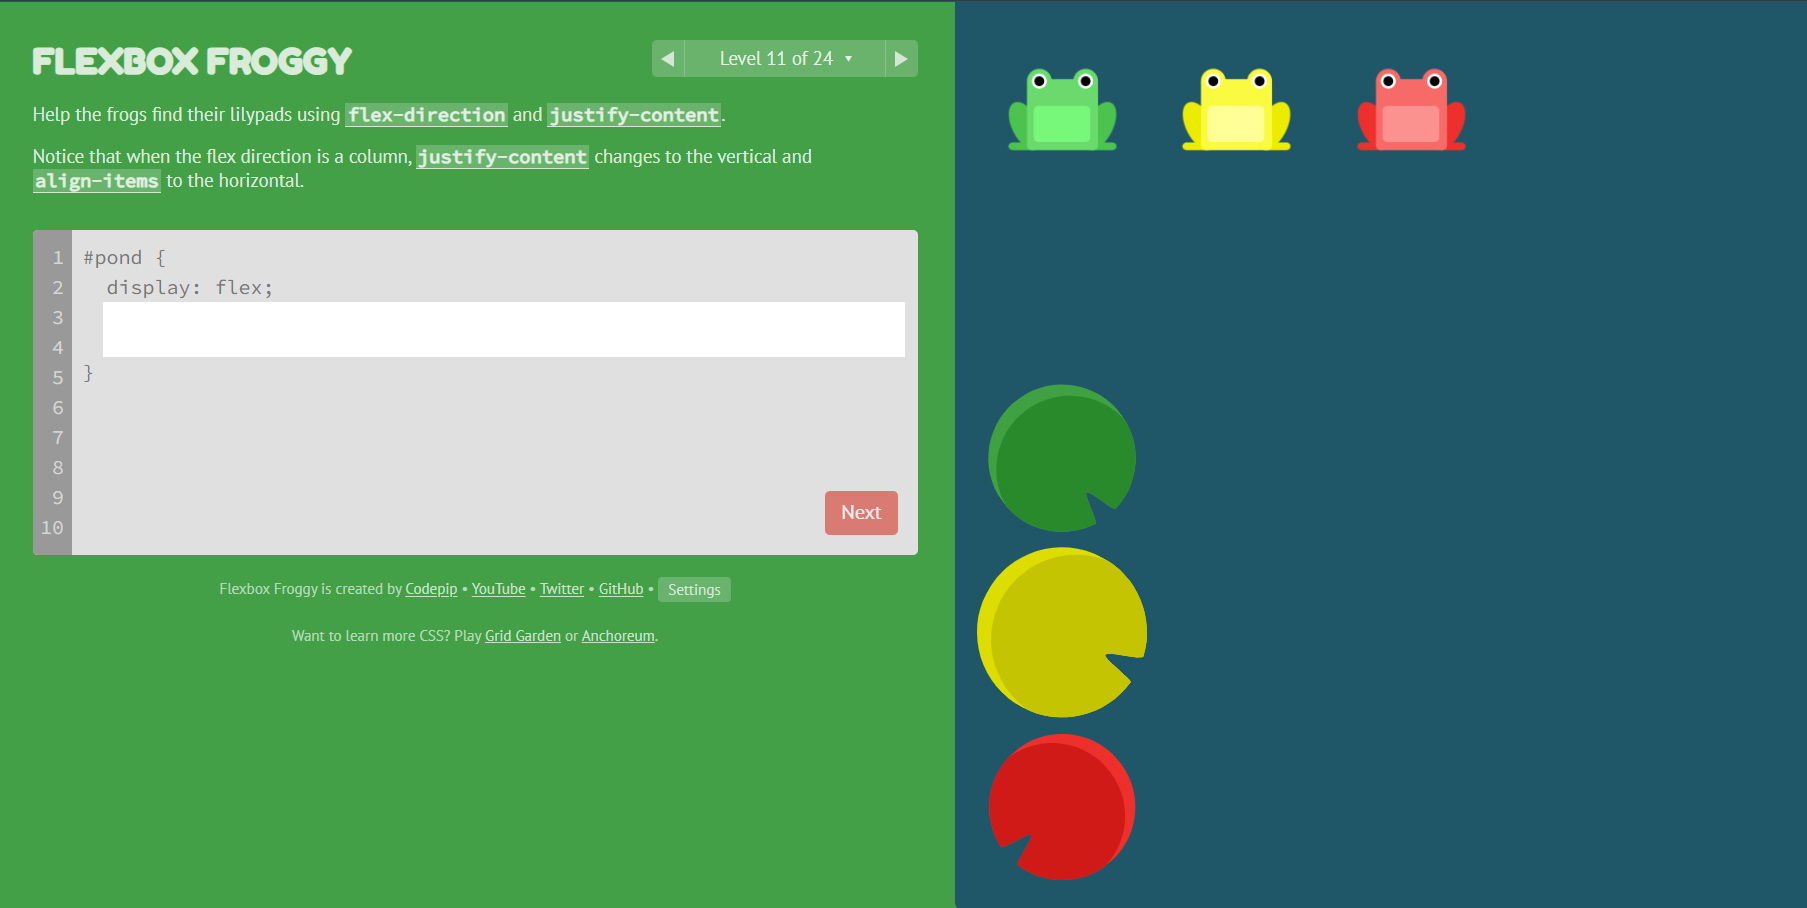 FLEXBOX FROGGY
◀ Level 11 of 24 ▼ ▶
Help the frogs find their lilypads using flex-direction and justify-content.
Notice that when the flex direction is a column, justify-content changes to the vertical and
align-items to the horizontal.
1 #pond {
2 display: flex;
3
4
5 }
6
7
8
9
10
Next
Flexbox Froggy is created by Codepip • YouTube • Twitter • GitHub • Settings
Want to learn more CSS? Play Grid Garden or Anchoreum.